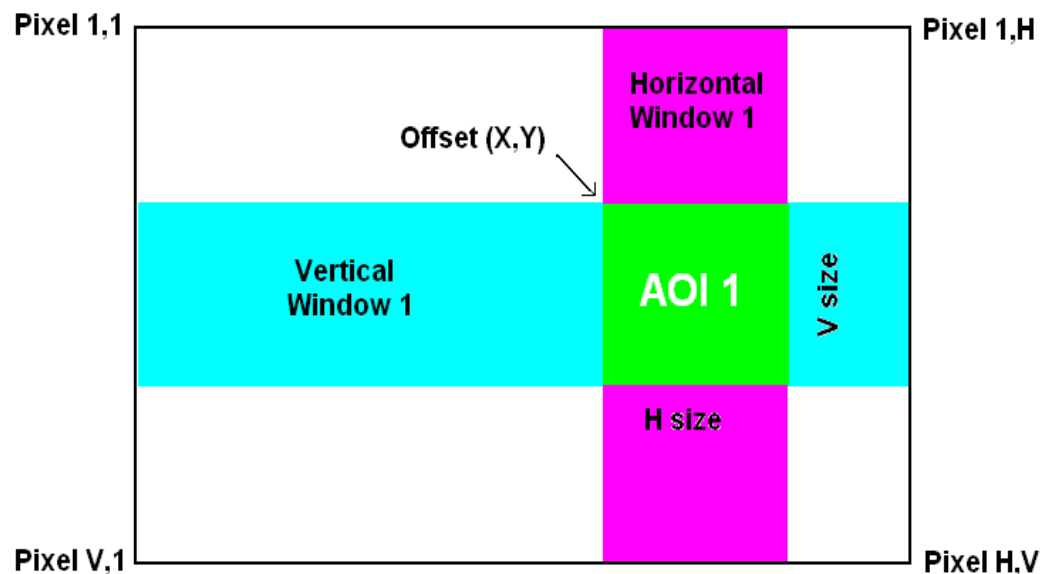 Pixel 1,1
Pixel 1,H
Horizontal
Window 1
Offset (X,Y)
Vertical
Window 1
AOI 1
V size
H size
Pixel V,1
Pixel H,V